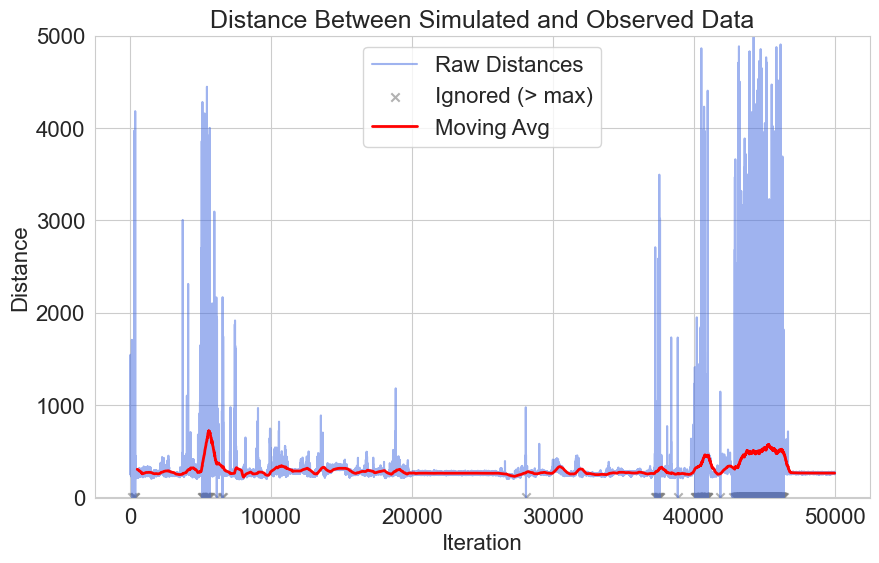 Distance Between Simulated and Observed Data
5000
4000
3000
2000
1000
0
Distance
Raw Distances
Ignored (> max)
Moving Avg
0 10000 20000 30000 40000 50000
Iteration